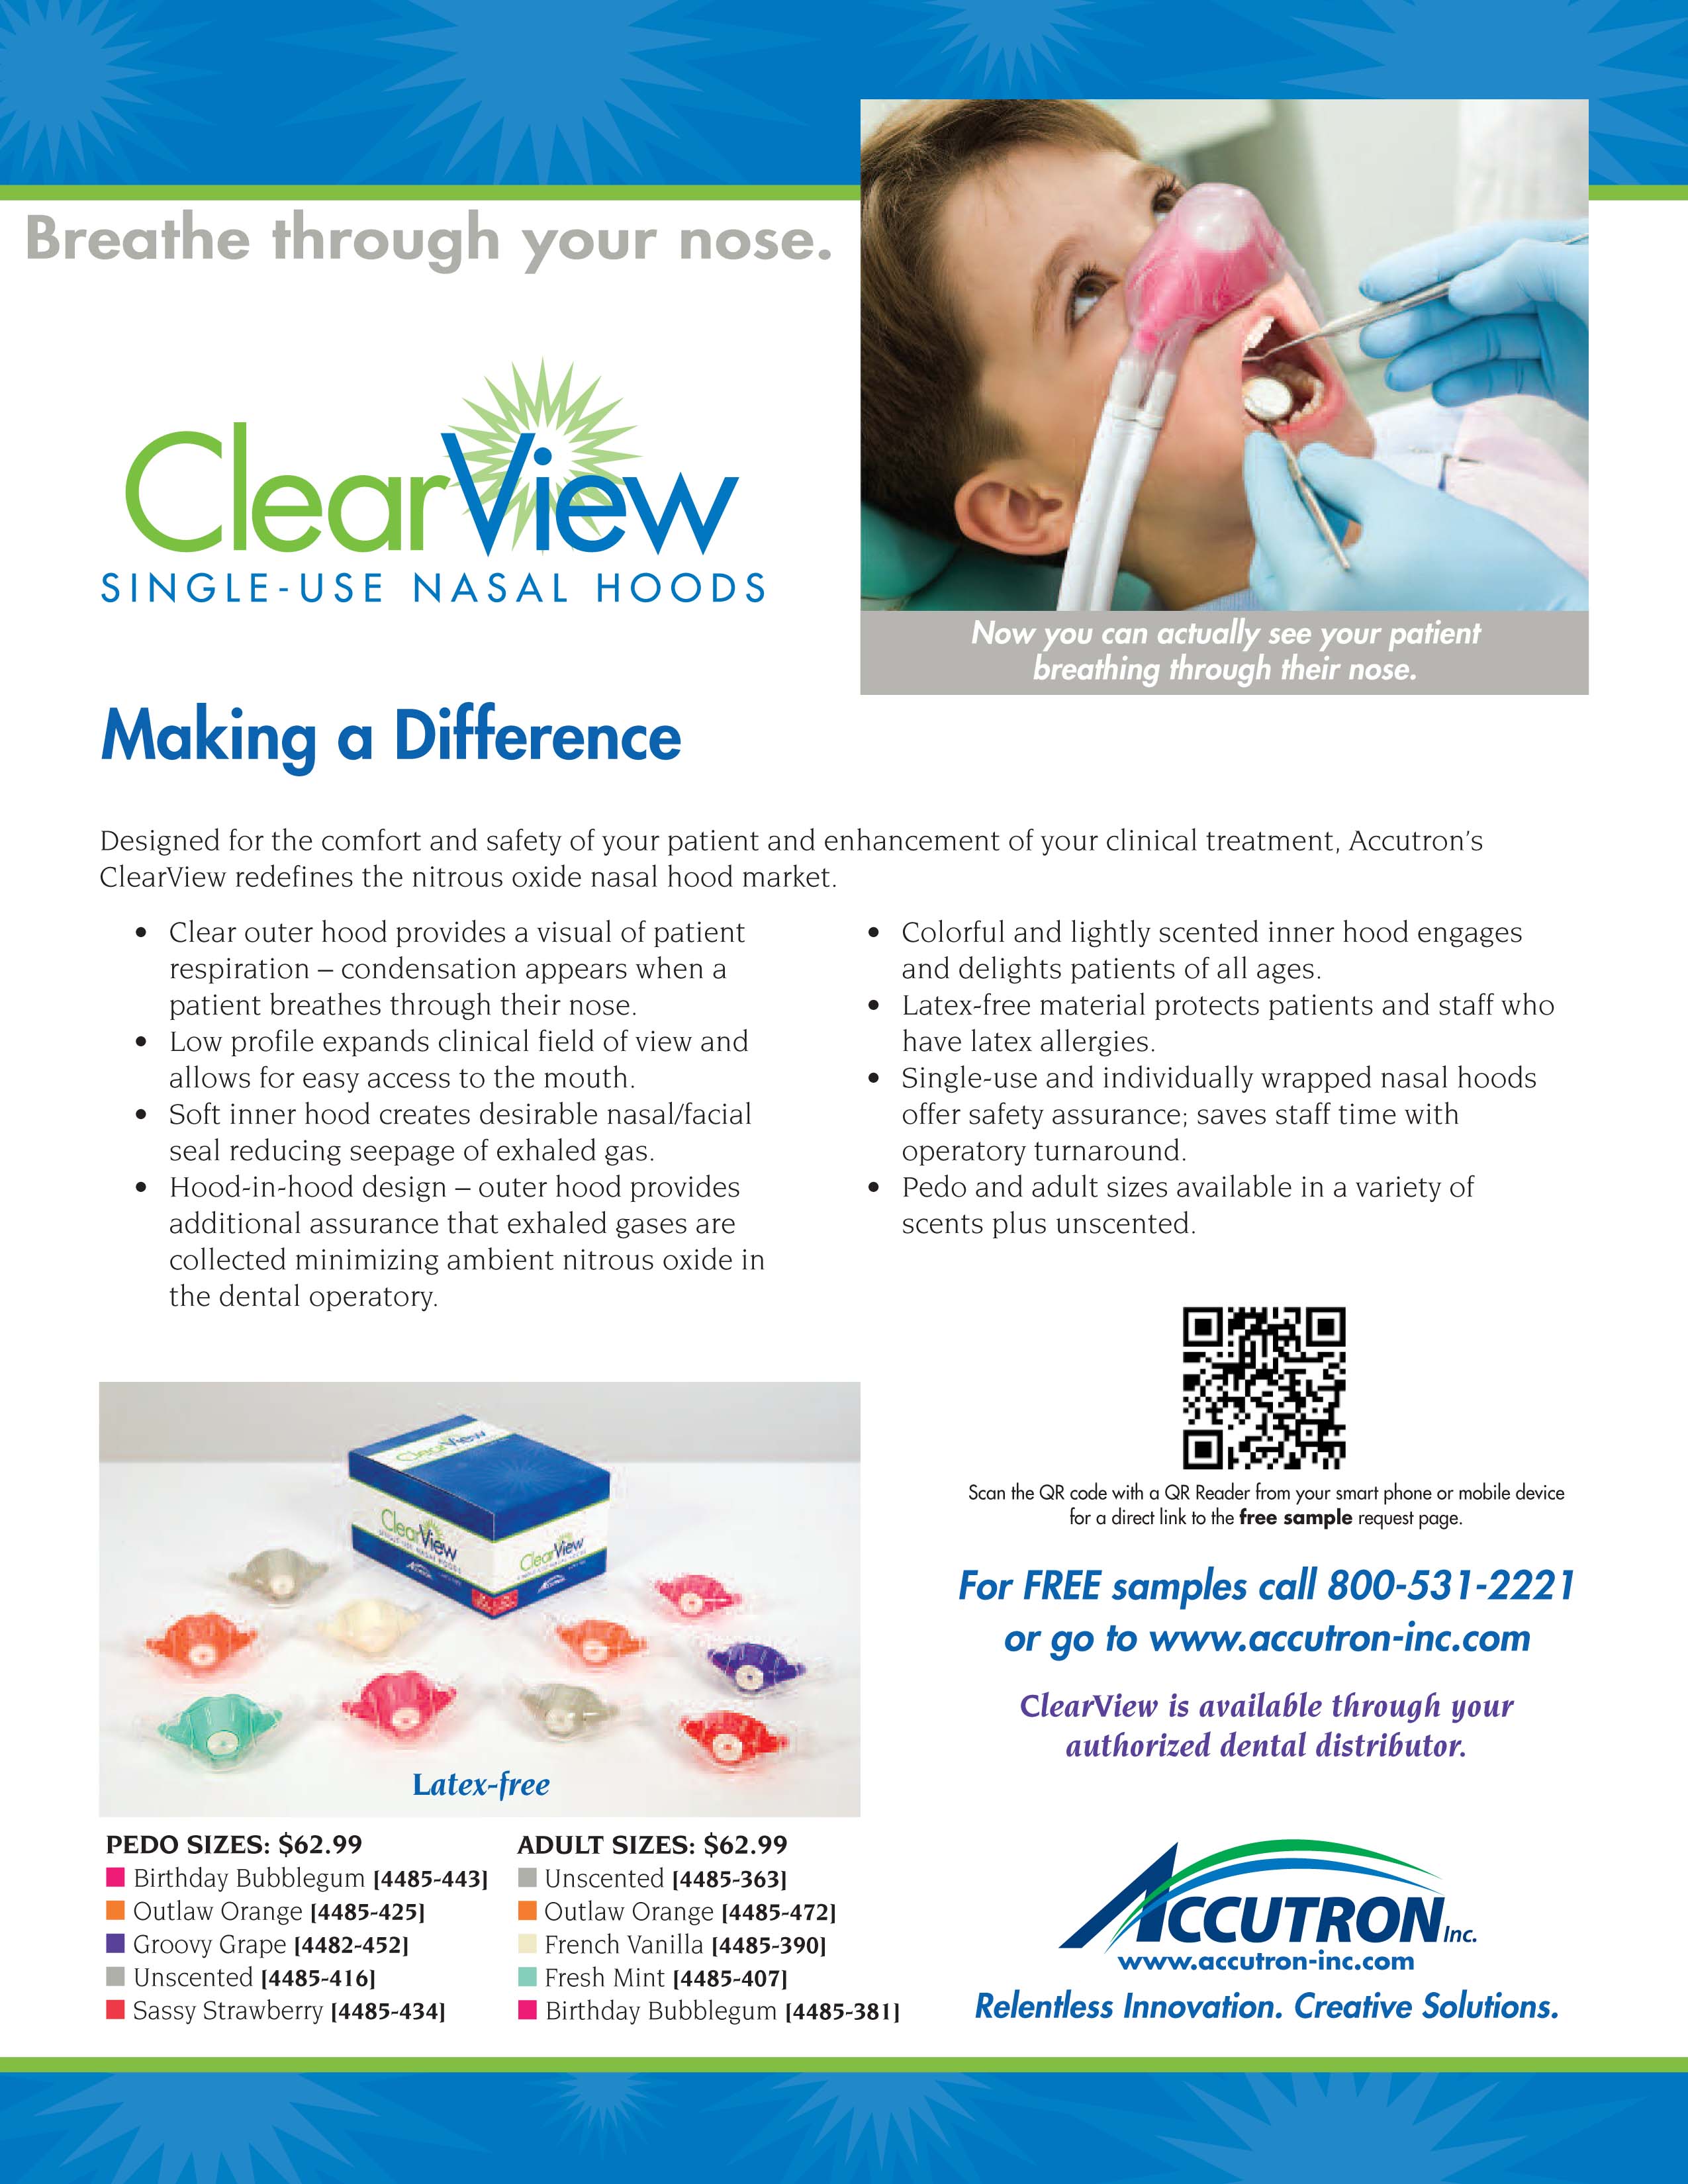 Breathe through your nose.
ClearView
SINGLE-USE NASAL HOODS
Now you can actually see your patient
breathing through their nose.
Making a Difference
Designed for the comfort and safety of your patient and enhancement of your clinical treatment, Accutron’s
ClearView redefines the nitrous oxide nasal hood market.
• Clear outer hood provides a visual of patient
respiration – condensation appears when a
patient breathes through their nose.
• Low profile expands clinical field of view and
allows for easy access to the mouth.
• Soft inner hood creates desirable nasal/facial
seal reducing seepage of exhaled gas.
• Hood-in-hood design – outer hood provides
additional assurance that exhaled gases are
collected minimizing ambient nitrous oxide in
the dental operatory.
• Colorful and lightly scented inner hood engages
and delights patients of all ages.
• Latex-free material protects patients and staff who
have latex allergies.
• Single-use and individually wrapped nasal hoods
offer safety assurance; saves staff time with
operatory turnaround.
• Pedo and adult sizes available in a variety of
scents plus unscented.
Scan the QR code with a QR Reader from your smart phone or mobile device
for a direct link to the free sample request page.
For FREE samples call 800-531-2221
or go to www.accutron-inc.com
ClearView is available through your
authorized dental distributor.
ClearView
ClearView
SINGLE-USE NASAL HOODS
ClearView
Latex-free
PEDO SIZES: $62.99
Birthday Bubblegum [4485-443]
Outlaw Orange [4485-425]
Groovy Grape [4482-452]
Unscented [4485-416]
Sassy Strawberry [4485-434]
ADULT SIZES: $62.99
Unscented [4485-363]
Outlaw Orange [4485-472]
French Vanilla [4485-390]
Fresh Mint [4485-407]
Birthday Bubblegum [4485-381]
ACCUTRON Inc.
www.accutron-inc.com
Relentless Innovation. Creative Solutions.